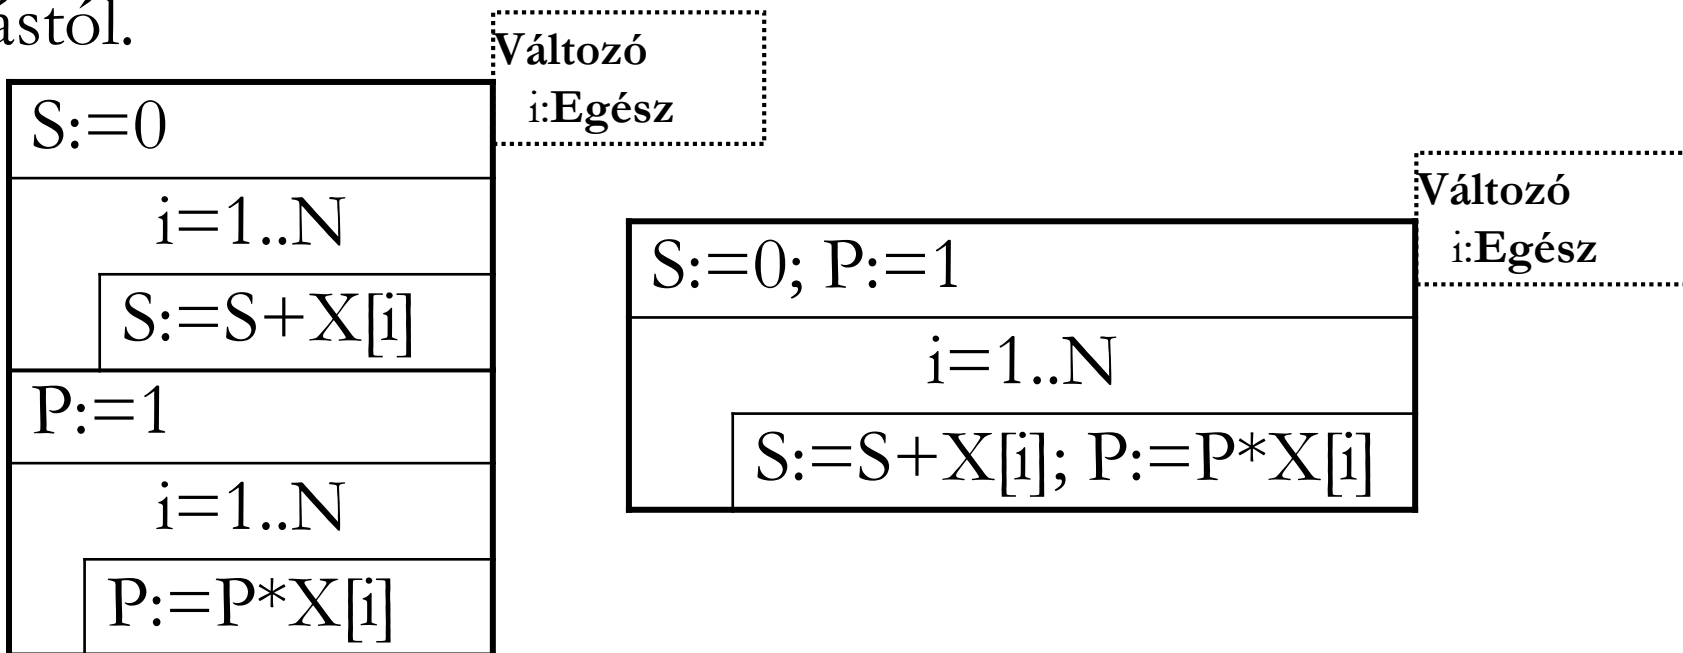 ástól.
Változó
i:Egész
S:=0
i=1..N
S:=S+X[i]
P:=1
i=1..N
P:=P*X[i]
Változó
i:Egész
S:=0; P:=1
i=1..N
S:=S+X[i]; P:=P*X[i]